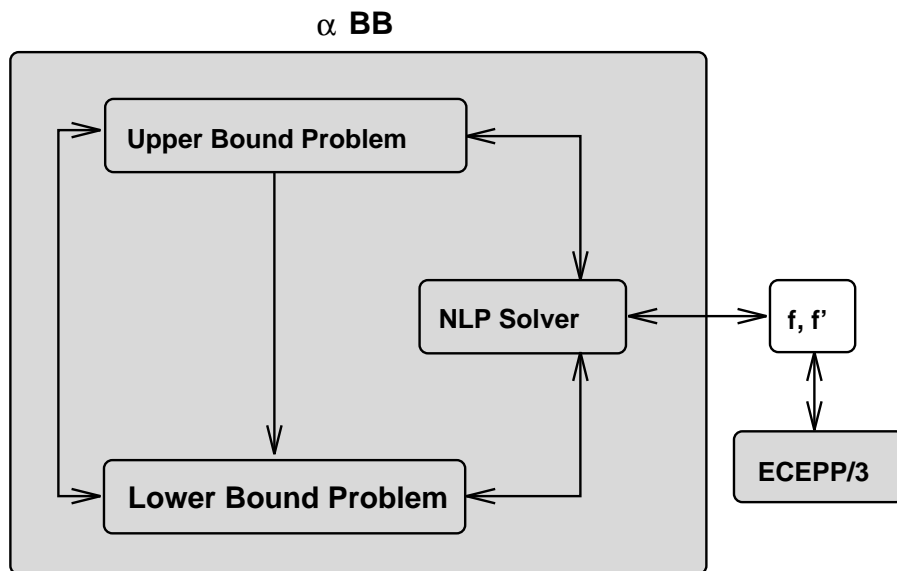 α BB
Upper Bound Problem
NLP Solver
f, f’
ECEPP/3
Lower Bound Problem